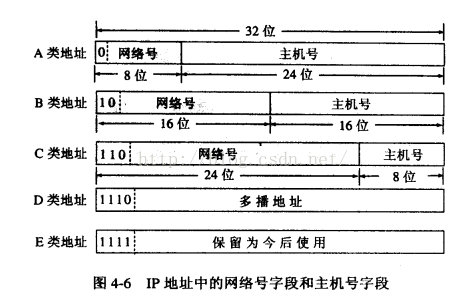 32 位
A 类地址 0 网络号 主机号
8 位 24 位
B 类地址 10 网络号 主机号
16 位 16 位
C 类地址 110 网络号 主机号
24 位 8 位
D 类地址 1110 多播地址
E 类地址 1111 保留为今后使用
图 4-6 IP 地址中的网络号字段和主机号字段